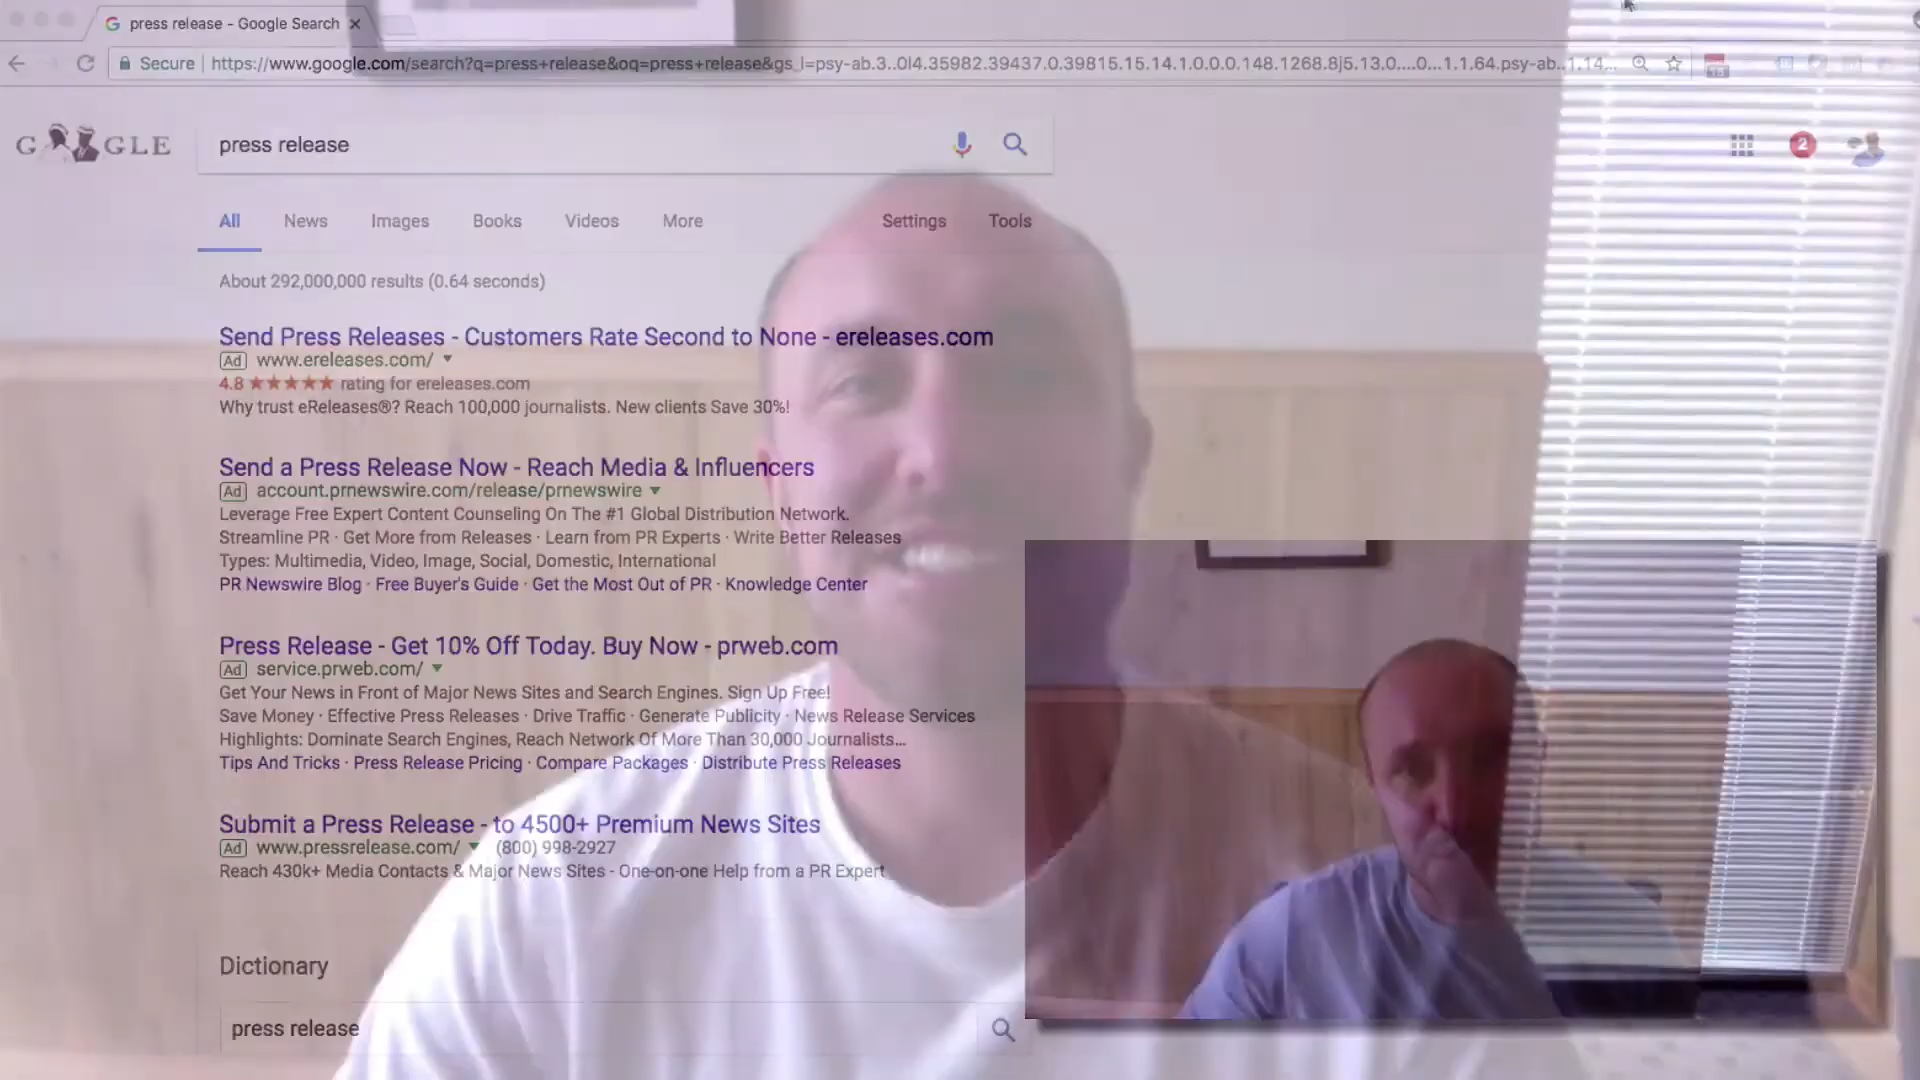 press release - Google Search
Secure https://www.google.com/search?q=press+release&oq=press+release&gs_l=psy-ab.3..0l4.35982.39437.0.39815.15.14.1.0.0.0.148.1268.8j5.13.0....0...1.1.64.psy-ab..1.14...
15
GOOGLE
press release
2
All News Images Books Videos More Settings Tools
About 292,000,000 results (0.64 seconds)
Send Press Releases - Customers Rate Second to None - ereleases.com
Ad www.ereleases.com/
4.8 ★★★★★ rating for ereleases.com
Why trust eReleases®? Reach 100,000 journalists. New clients Save 30%!
Send a Press Release Now - Reach Media & Influencers
Ad account.prnewswire.com/release/prnewswire
Leverage Free Expert Content Counseling On The #1 Global Distribution Network.
Streamline PR · Get More from Releases · Learn from PR Experts · Write Better Releases
Types: Multimedia, Video, Image, Social, Domestic, International
PR Newswire Blog · Free Buyer's Guide · Get the Most Out of PR · Knowledge Center
Press Release - Get 10% Off Today. Buy Now - prweb.com
Ad service.prweb.com/
Get Your News in Front of Major News Sites and Search Engines. Sign Up Free!
Save Money · Effective Press Releases · Drive Traffic · Generate Publicity · News Release Services
Highlights: Dominate Search Engines, Reach Network Of More Than 30,000 Journalists...
Tips And Tricks · Press Release Pricing · Compare Packages · Distribute Press Releases
Submit a Press Release - to 4500+ Premium News Sites
Ad www.pressrelease.com/ (800) 998-2927
Reach 430k+ Media Contacts & Major News Sites - One-on-one Help from a PR Expert
Dictionary
press release